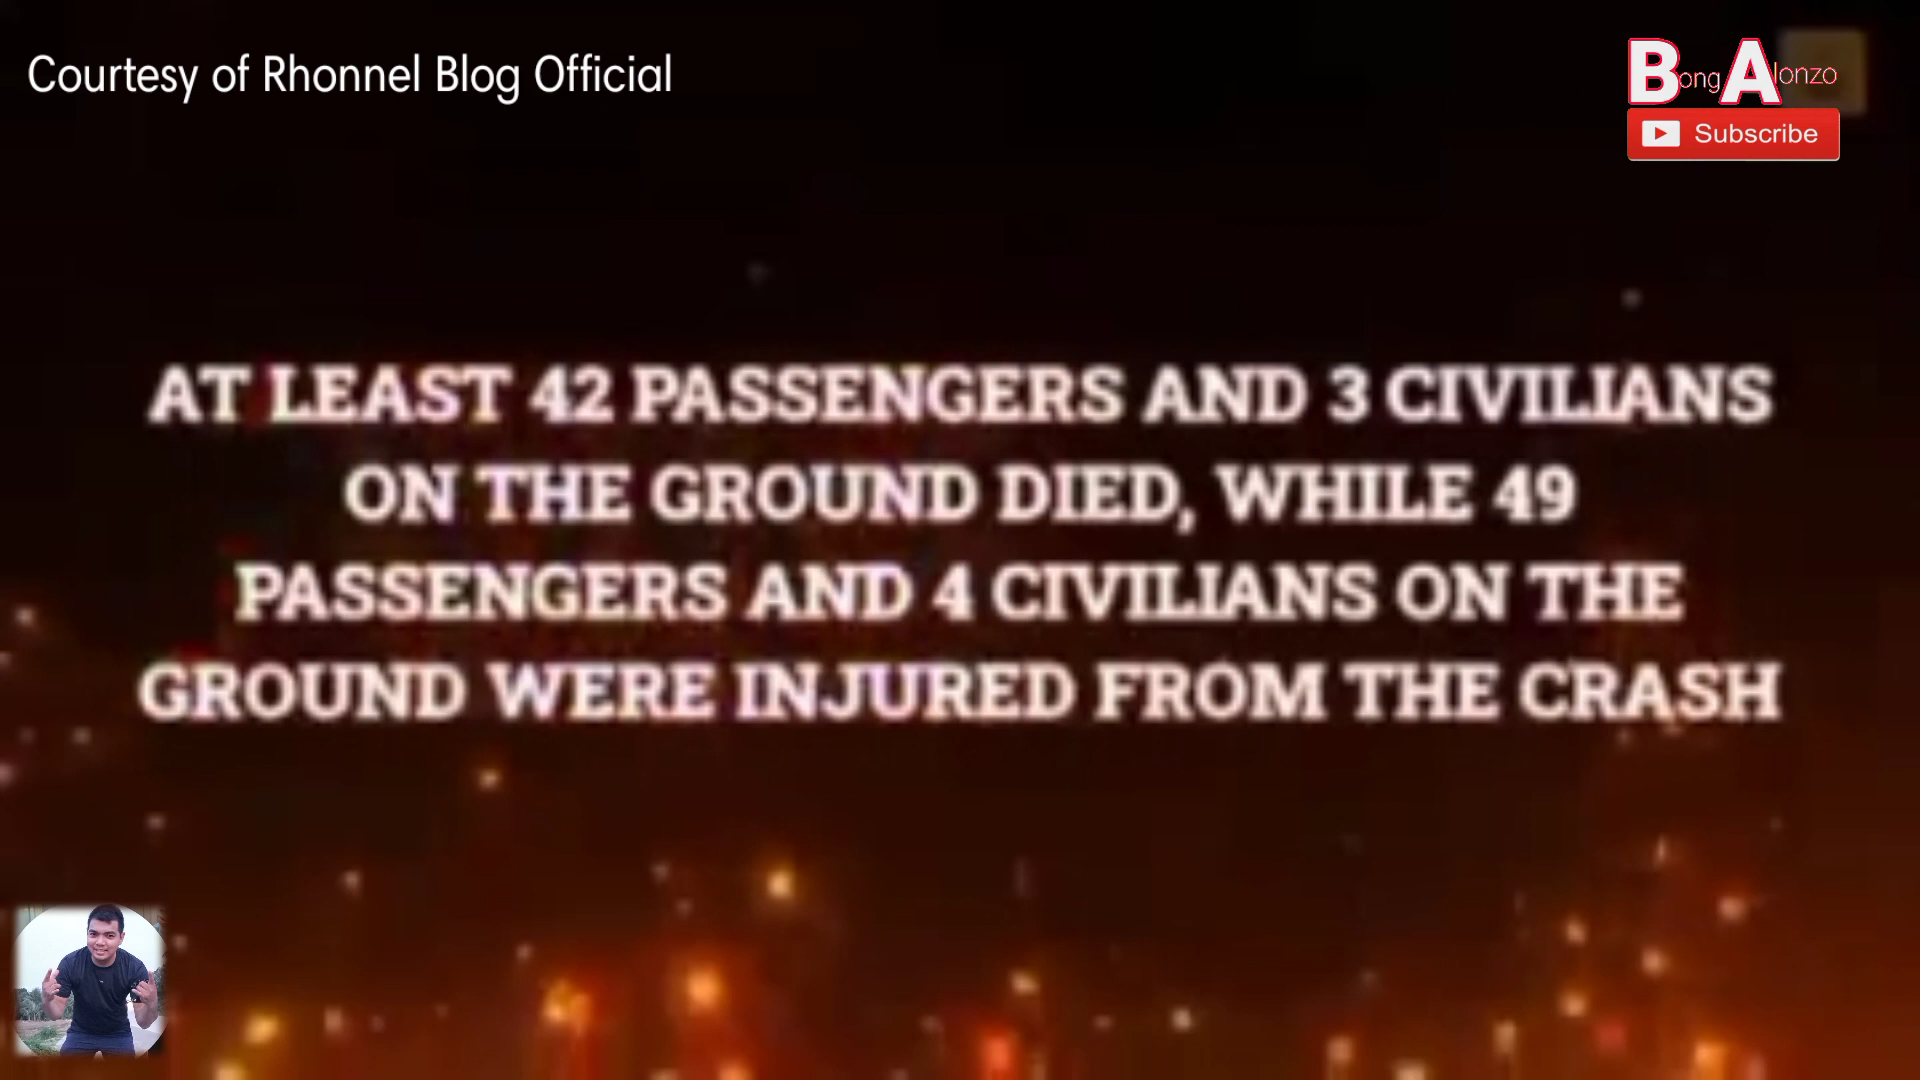 Courtesy of Rhonnel Blog Official
Bong Alonzo
Subscribe
AT LEAST 42 PASSENGERS AND 3 CIVILIANS
ON THE GROUND DIED, WHILE 49
PASSENGERS AND 4 CIVILIANS ON THE
GROUND WERE INJURED FROM THE CRASH